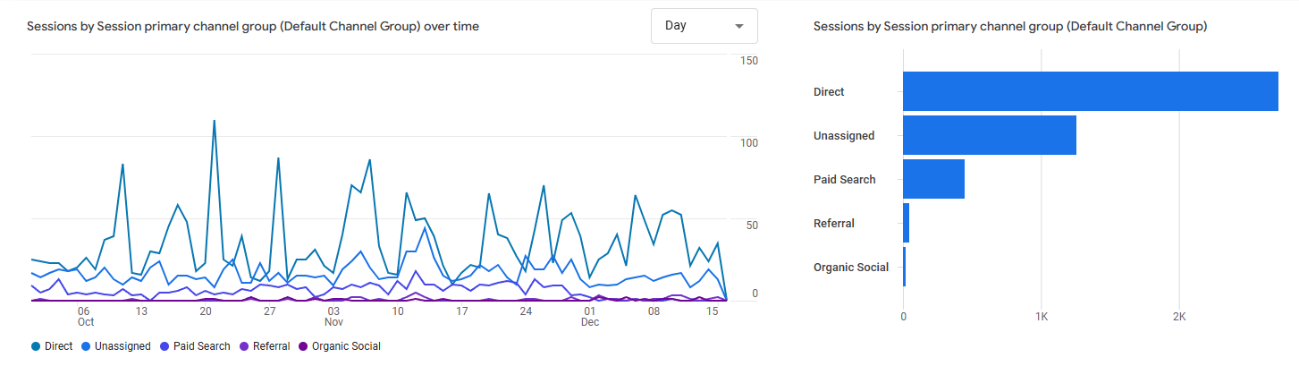 Sessions by Session primary channel group (Default Channel Group) over time
Day
150
100
50
0
06
Oct
13
20
27
03
Nov
10
17
24
01
Dec
08
15
Direct
Unassigned
Paid Search
Referral
Organic Social
Sessions by Session primary channel group (Default Channel Group)
Direct
Unassigned
Paid Search
Referral
Organic Social
0
1K
2K